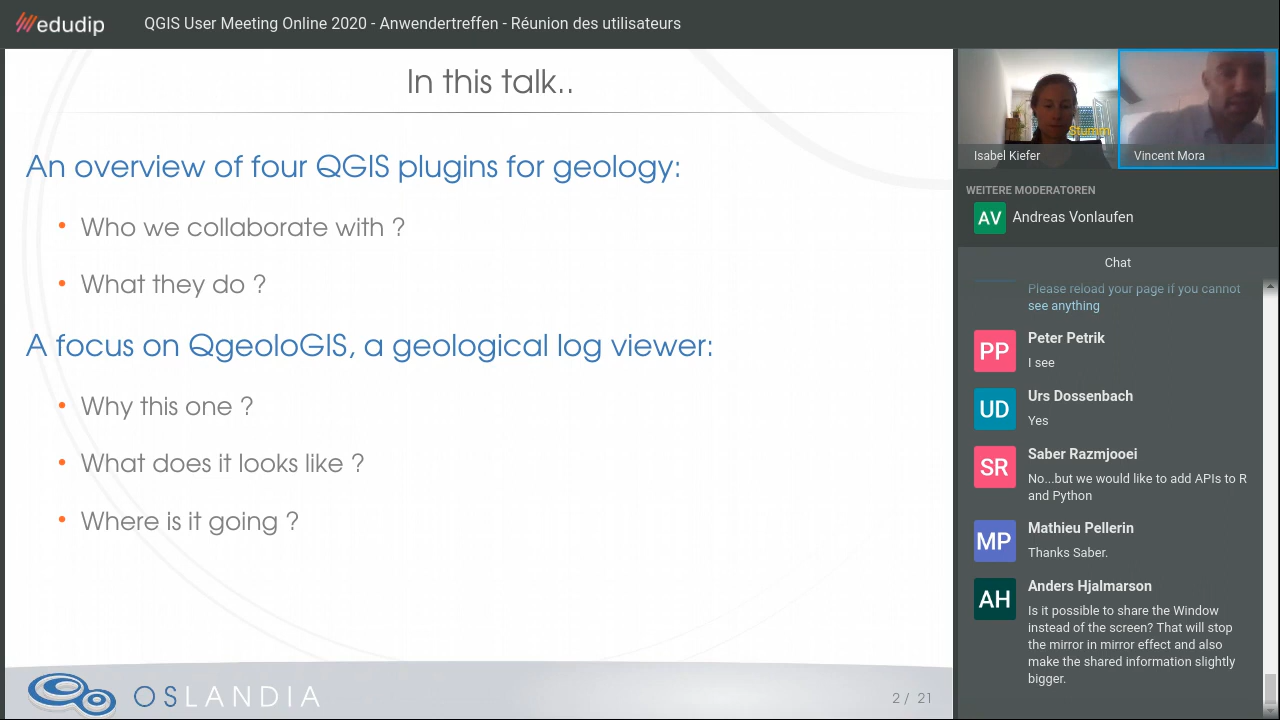 edudip
QGIS User Meeting Online 2020 - Anwendertreffen - Réunion des utilisateurs
In this talk..
An overview of four QGIS plugins for geology:
• Who we collaborate with ?
• What they do ?
A focus on QgeoloGIS, a geological log viewer:
• Why this one ?
• What does it looks like ?
• Where is it going ?
OSLANDIA
2 / 21
Stumm
Isabel Kiefer
Vincent Mora
WEITERE MODERATOREN
AV
Andreas Vonlaufen
Chat
Please reload your page if you cannot
see anything
PP
Peter Petrik
I see
UD
Urs Dossenbach
Yes
SR
Saber Razmjooei
No...but we would like to add APIs to R
and Python
MP
Mathieu Pellerin
Thanks Saber.
AH
Anders Hjalmarson
Is it possible to share the Window
instead of the screen? That will stop
the mirror in mirror effect and also
make the shared information slightly
bigger.